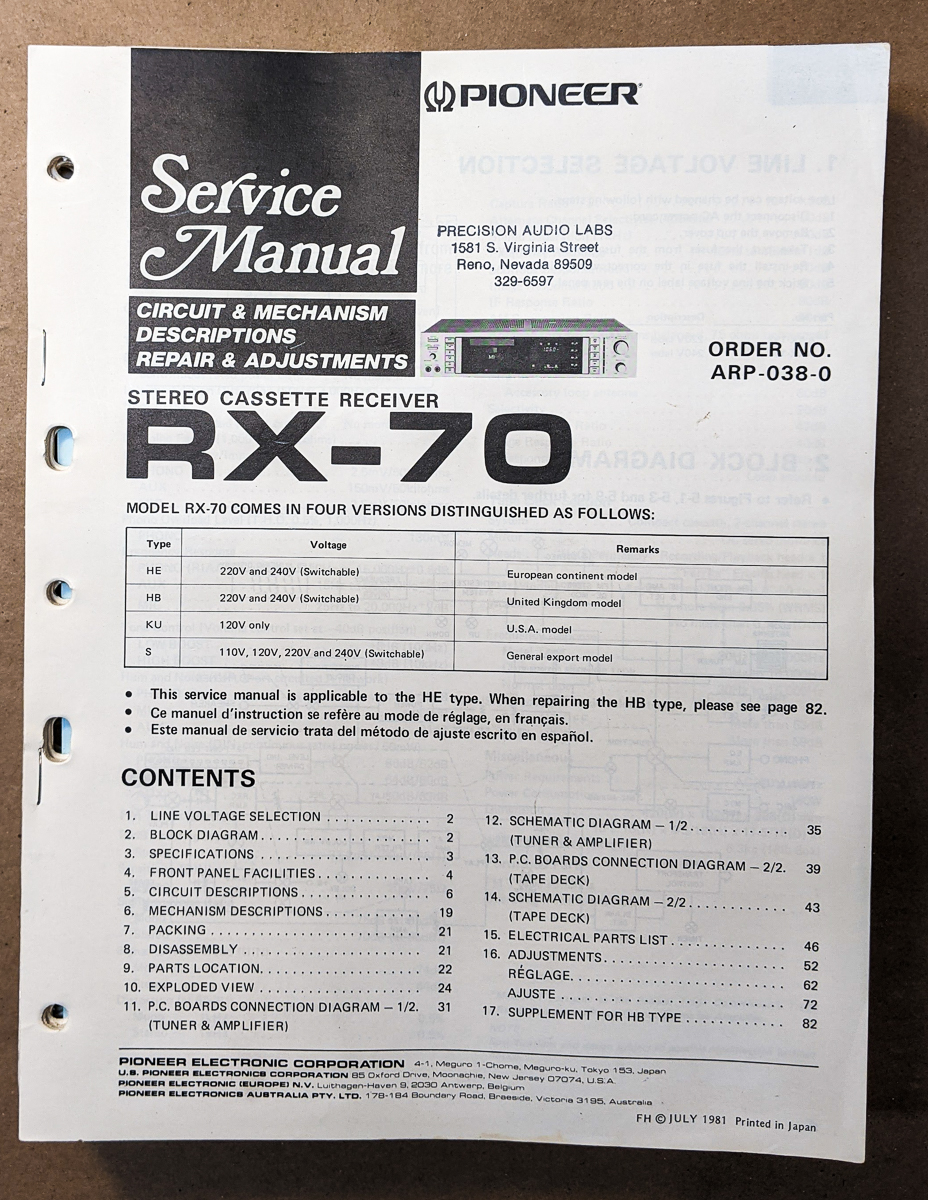 PIONEER®
Service
Manual
CIRCUIT & MECHANISM
DESCRIPTIONS
REPAIR & ADJUSTMENTS
PRECISION AUDIO LABS
1581 S. Virginia Street
Reno, Nevada 89509
329-6597
ORDER NO.
ARP-038-0
STEREO CASSETTE RECEIVER
RX-70
MODEL RX-70 COMES IN FOUR VERSIONS DISTINGUISHED AS FOLLOWS:
Type Voltage Remarks
HE 220V and 240V (Switchable) European continent model
HB 220V and 240V (Switchable) United Kingdom model
KU 120V only U.S.A. model
S 110V, 120V, 220V and 240V (Switchable) General export model
• This service manual is applicable to the HE type. When repairing the HB type, please see page 82.
• Ce manuel d'instruction se refère au mode de réglage, en français.
• Este manual de servicio trata del método de ajuste escrito en español.
CONTENTS
1. LINE VOLTAGE SELECTION . . . . . . . . . . . . 2
2. BLOCK DIAGRAM . . . . . . . . . . . . . . . . . . 2
3. SPECIFICATIONS . . . . . . . . . . . . . . . . . . 3
4. FRONT PANEL FACILITIES . . . . . . . . . . . . 4
5. CIRCUIT DESCRIPTIONS . . . . . . . . . . . . . . 6
6. MECHANISM DESCRIPTIONS . . . . . . . . . . . 19
7. PACKING . . . . . . . . . . . . . . . . . . . . . . . 21
8. DISASSEMBLY . . . . . . . . . . . . . . . . . . . . 21
9. PARTS LOCATION. . . . . . . . . . . . . . . . . . 22
10. EXPLODED VIEW . . . . . . . . . . . . . . . . . . 24
11. P.C. BOARDS CONNECTION DIAGRAM – 1/2. 31
(TUNER & AMPLIFIER)
12. SCHEMATIC DIAGRAM – 1/2. . . . . . . . . . . 35
(TUNER & AMPLIFIER)
13. P.C. BOARDS CONNECTION DIAGRAM – 2/2. 39
(TAPE DECK)
14. SCHEMATIC DIAGRAM – 2/2. . . . . . . . . . . 43
(TAPE DECK)
15. ELECTRICAL PARTS LIST . . . . . . . . . . . . . 46
16. ADJUSTMENTS. . . . . . . . . . . . . . . . . . . . 52
RÉGLAGE. . . . . . . . . . . . . . . . . . . . . . . . 62
AJUSTE . . . . . . . . . . . . . . . . . . . . . . . . . 72
17. SUPPLEMENT FOR HB TYPE . . . . . . . . . . . . 82
PIONEER ELECTRONIC CORPORATION 4-1, Meguro 1-Chome, Meguro-ku, Tokyo 153, Japan
U.S. PIONEER ELECTRONICS CORPORATION 85 Oxford Drive, Moonachie, New Jersey 07074, U.S.A.
PIONEER ELECTRONIC (EUROPE) N.V. Luithagen-Haven 9, 2030 Antwerp, Belgium
PIONEER ELECTRONICS AUSTRALIA PTY. LTD. 178-184 Boundary Road, Braeside, Victoria 3195, Australia
FH © JULY 1981 Printed in Japan